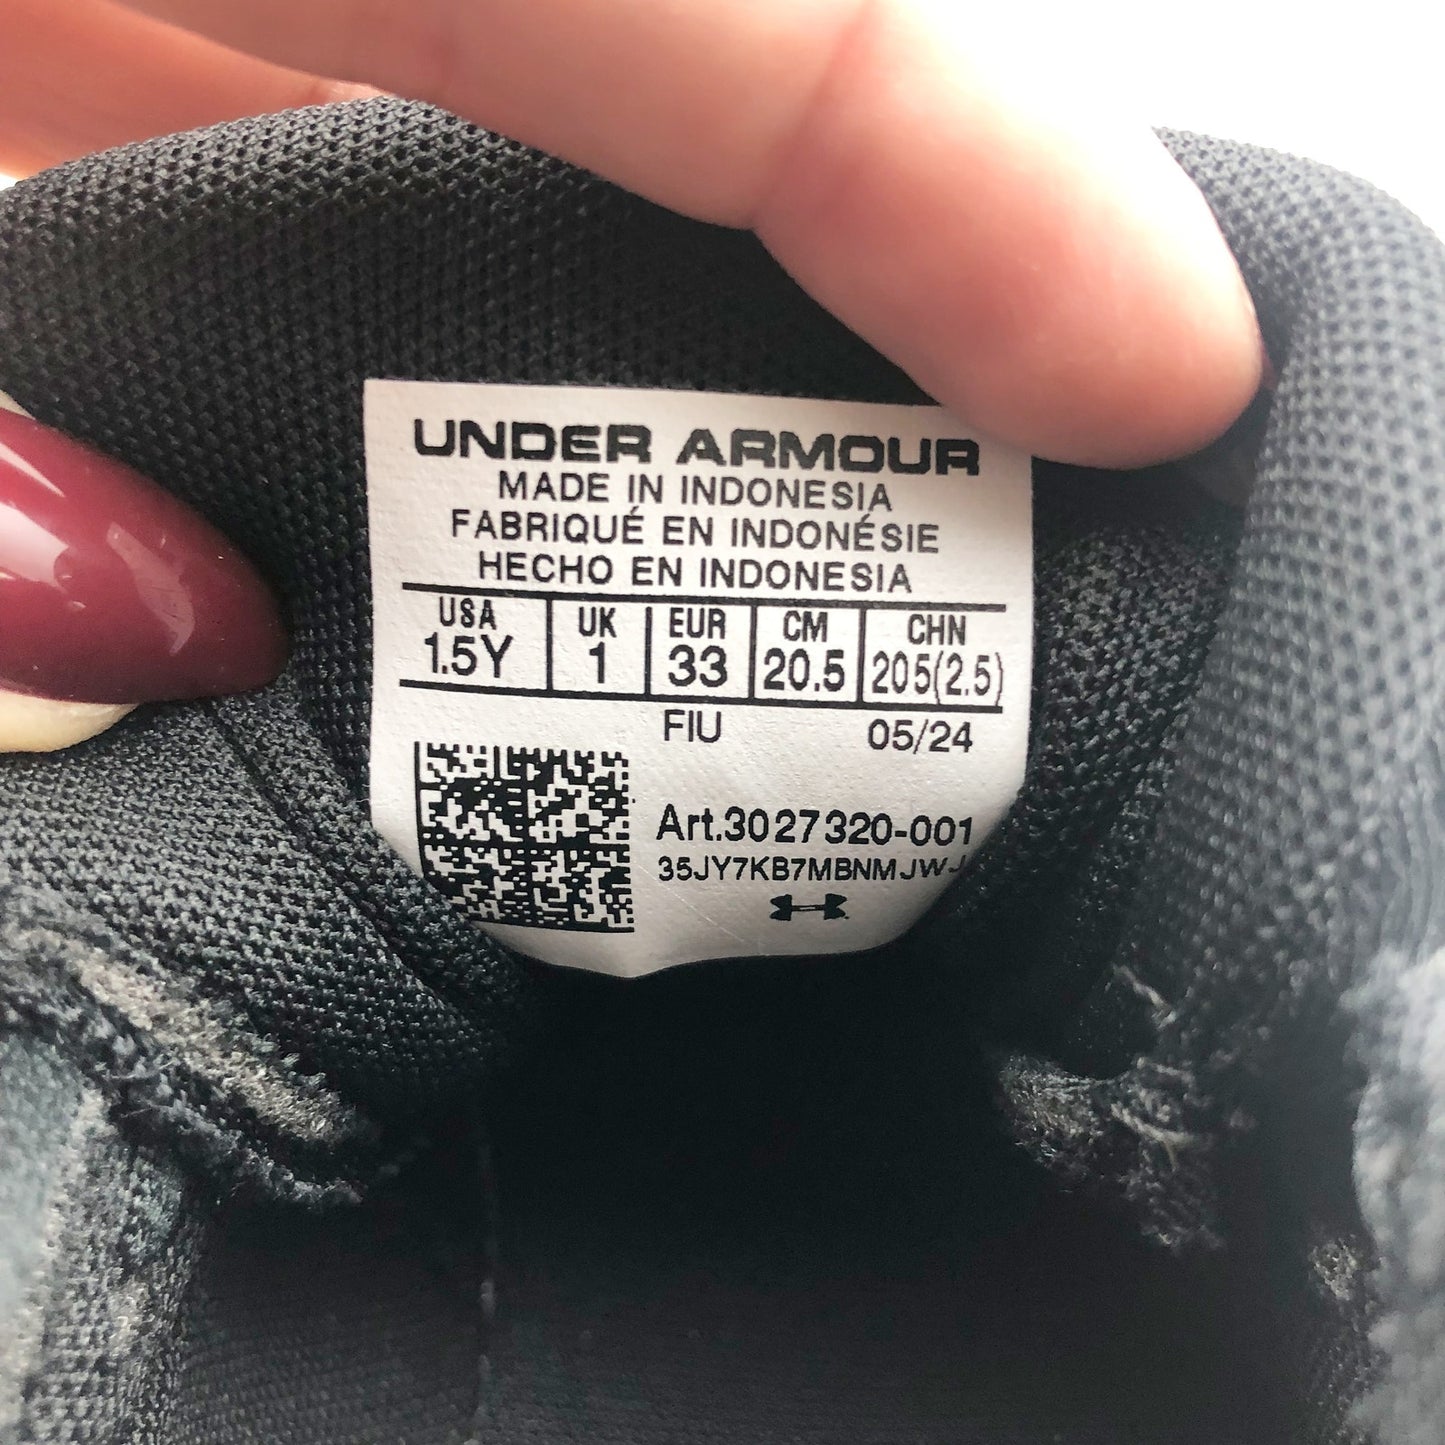 UNDER ARMOUR
MADE IN INDONESIA
FABRIQUÉ EN INDONÉSIE
HECHO EN INDONESIA
USA UK EUR CM CHN
1.5Y 1 33 20.5 205(2.5)
FIU 05/24
Art.3027320-001
35JY7KB7MBNMJWJ